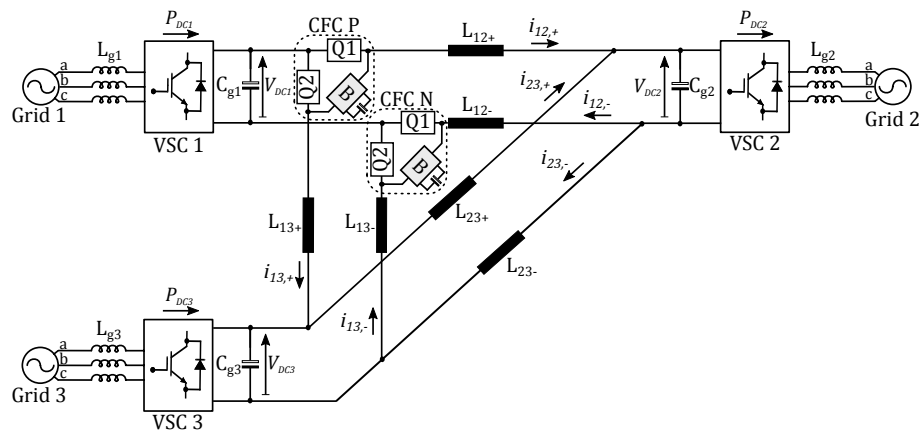 P_DC1
CFC P
Q1
Q2
B
L_12+
i_12,+
P_DC2
L_g1
L_g2
a
b
c
Grid 1
VSC 1
C_g1
V_DC1
CFC N
Q1
Q2
B
L_12-
i_23,+
i_12,-
V_DC2
C_g2
VSC 2
a
b
c
Grid 2
i_23,-
L_13+
L_13-
L_23+
L_23-
i_13,+
i_13,-
P_DC3
L_g3
a
b
c
Grid 3
VSC 3
C_g3
V_DC3